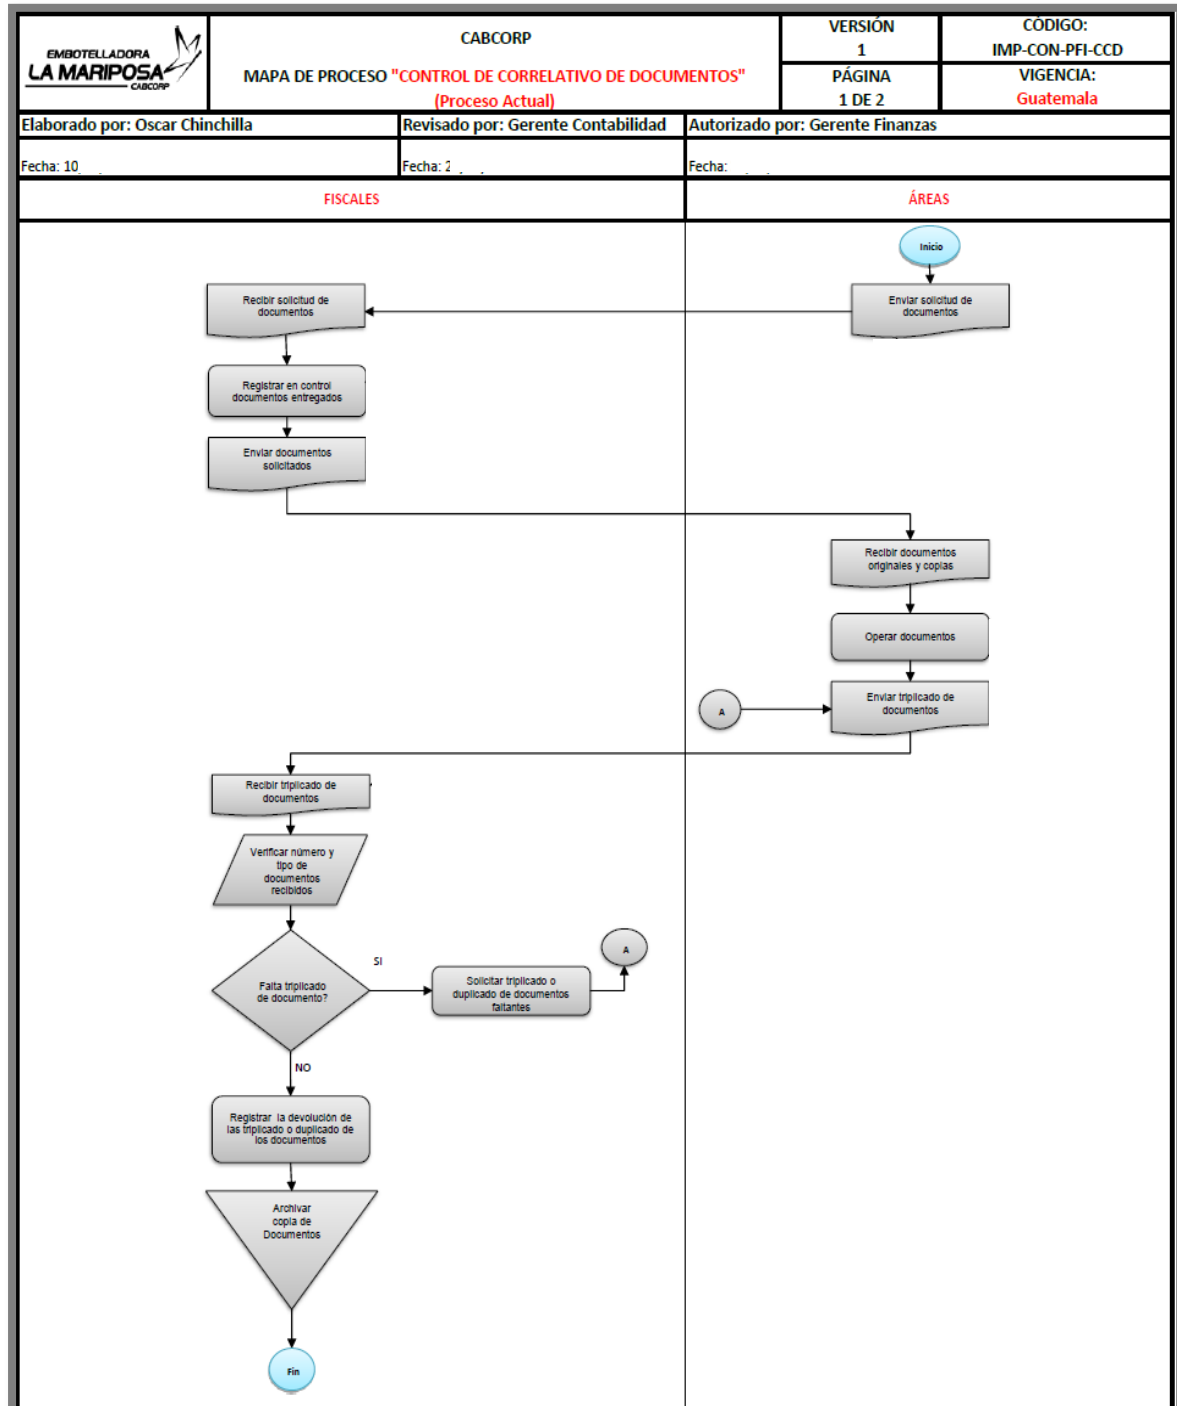 EMBOTELLADORA
LA MARIPOSA
CABCORP
CABCORP
MAPA DE PROCESO "CONTROL DE CORRELATIVO DE DOCUMENTOS"
(Proceso Actual)
VERSIÓN
1
CÓDIGO:
IMP-CON-PFI-CCD
PÁGINA
1 DE 2
VIGENCIA:
Guatemala
Elaborado por: Oscar Chinchilla
Revisado por: Gerente Contabilidad
Autorizado por: Gerente Finanzas
Fecha: 10
Fecha: 2
Fecha:
FISCALES
ÁREAS
Inicio
Enviar solicitud de
documentos
Recibir solicitud de
documentos
Registrar en control
documentos entregados
Enviar documentos
solicitados
Recibir documentos
originales y copias
Operar documentos
Enviar triplicado de
documentos
A
Recibir triplicado de
documentos
Verificar número y
tipo de
documentos
recibidos
Falta triplicado
de documento?
SI
Solicitar triplicado o
duplicado de documentos
faltantes
A
NO
Registrar la devolución de
las triplicado o duplicado de
los documentos
Archivar
copia de
Documentos
Fin